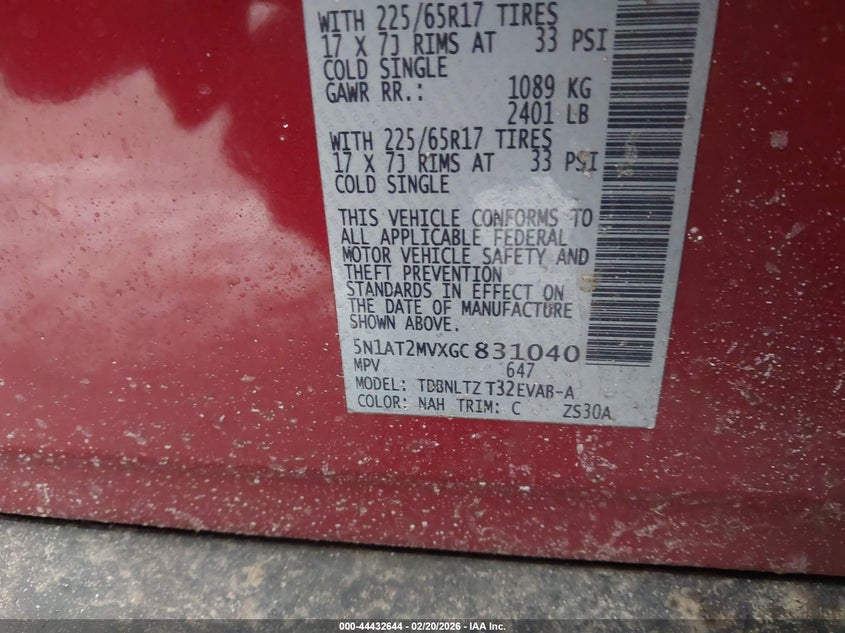 WITH 225/65R17 TIRES
17 X 7J RIMS AT 33 PSI
COLD SINGLE
GAWR RR.: 1089 KG
2401 LB
WITH 225/65R17 TIRES
17 X 7J RIMS AT 33 PSI
COLD SINGLE
THIS VEHICLE CONFORMS TO
ALL APPLICABLE FEDERAL
MOTOR VEHICLE SAFETY AND
THEFT PREVENTION
STANDARDS IN EFFECT ON
THE DATE OF MANUFACTURE
SHOWN ABOVE.
5N1AT2MVXGC831040
MPV 647
MODEL: TDBNLTZ T32EVAB-A
COLOR: NAH TRIM: C ZS30A
000-44432644 — 02/20/2026 — IAA Inc.